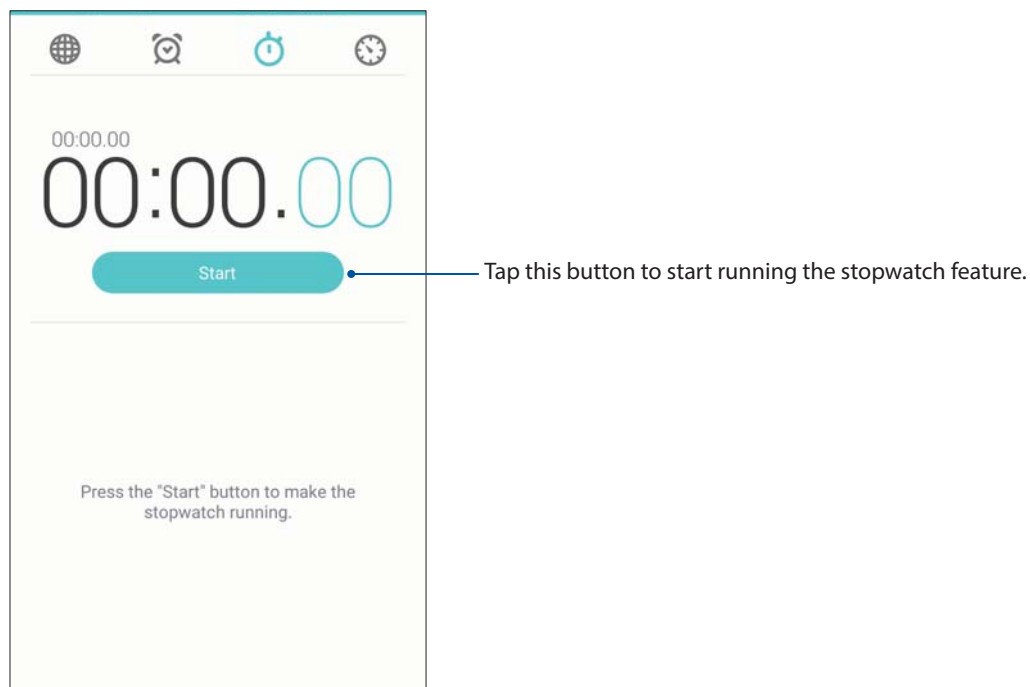 00:00.00
00:00.00
Start
Tap this button to start running the stopwatch feature.
Press the "Start" button to make the
stopwatch running.